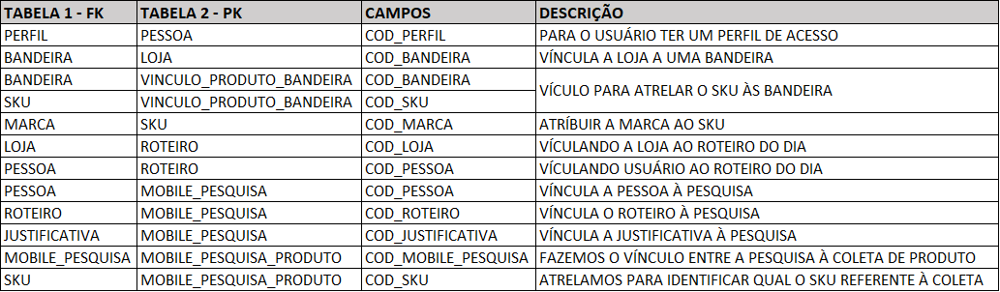 TABELA 1 - FK TABELA 2 - PK CAMPOS DESCRIÇÃO
PERFIL PESSOA COD_PERFIL PARA O USUÁRIO TER UM PERFIL DE ACESSO
BANDEIRA LOJA COD_BANDEIRA VÍNCULA A LOJA A UMA BANDEIRA
BANDEIRA VINCULO_PRODUTO_BANDEIRA COD_BANDEIRA VÍCULO PARA ATRELAR O SKU ÀS BANDEIRA
SKU VINCULO_PRODUTO_BANDEIRA COD_SKU
MARCA SKU COD_MARCA ATRÍBUIR A MARCA AO SKU
LOJA ROTEIRO COD_LOJA VÍCULANDO A LOJA AO ROTEIRO DO DIA
PESSOA ROTEIRO COD_PESSOA VÍCULANDO USUÁRIO AO ROTEIRO DO DIA
PESSOA MOBILE_PESQUISA COD_PESSOA VÍNCULA A PESSOA À PESQUISA
ROTEIRO MOBILE_PESQUISA COD_ROTEIRO VÍNCULA O ROTEIRO À PESQUISA
JUSTIFICATIVA MOBILE_PESQUISA COD_JUSTIFICATIVA VÍNCULA A JUSTIFICATIVA À PESQUISA
MOBILE_PESQUISA MOBILE_PESQUISA_PRODUTO COD_MOBILE_PESQUISA FAZEMOS O VÍNCULO ENTRE A PESQUISA À COLETA DE PRODUTO
SKU MOBILE_PESQUISA_PRODUTO COD_SKU ATRELAMOS PARA IDENTIFICAR QUAL O SKU REFERENTE À COLETA